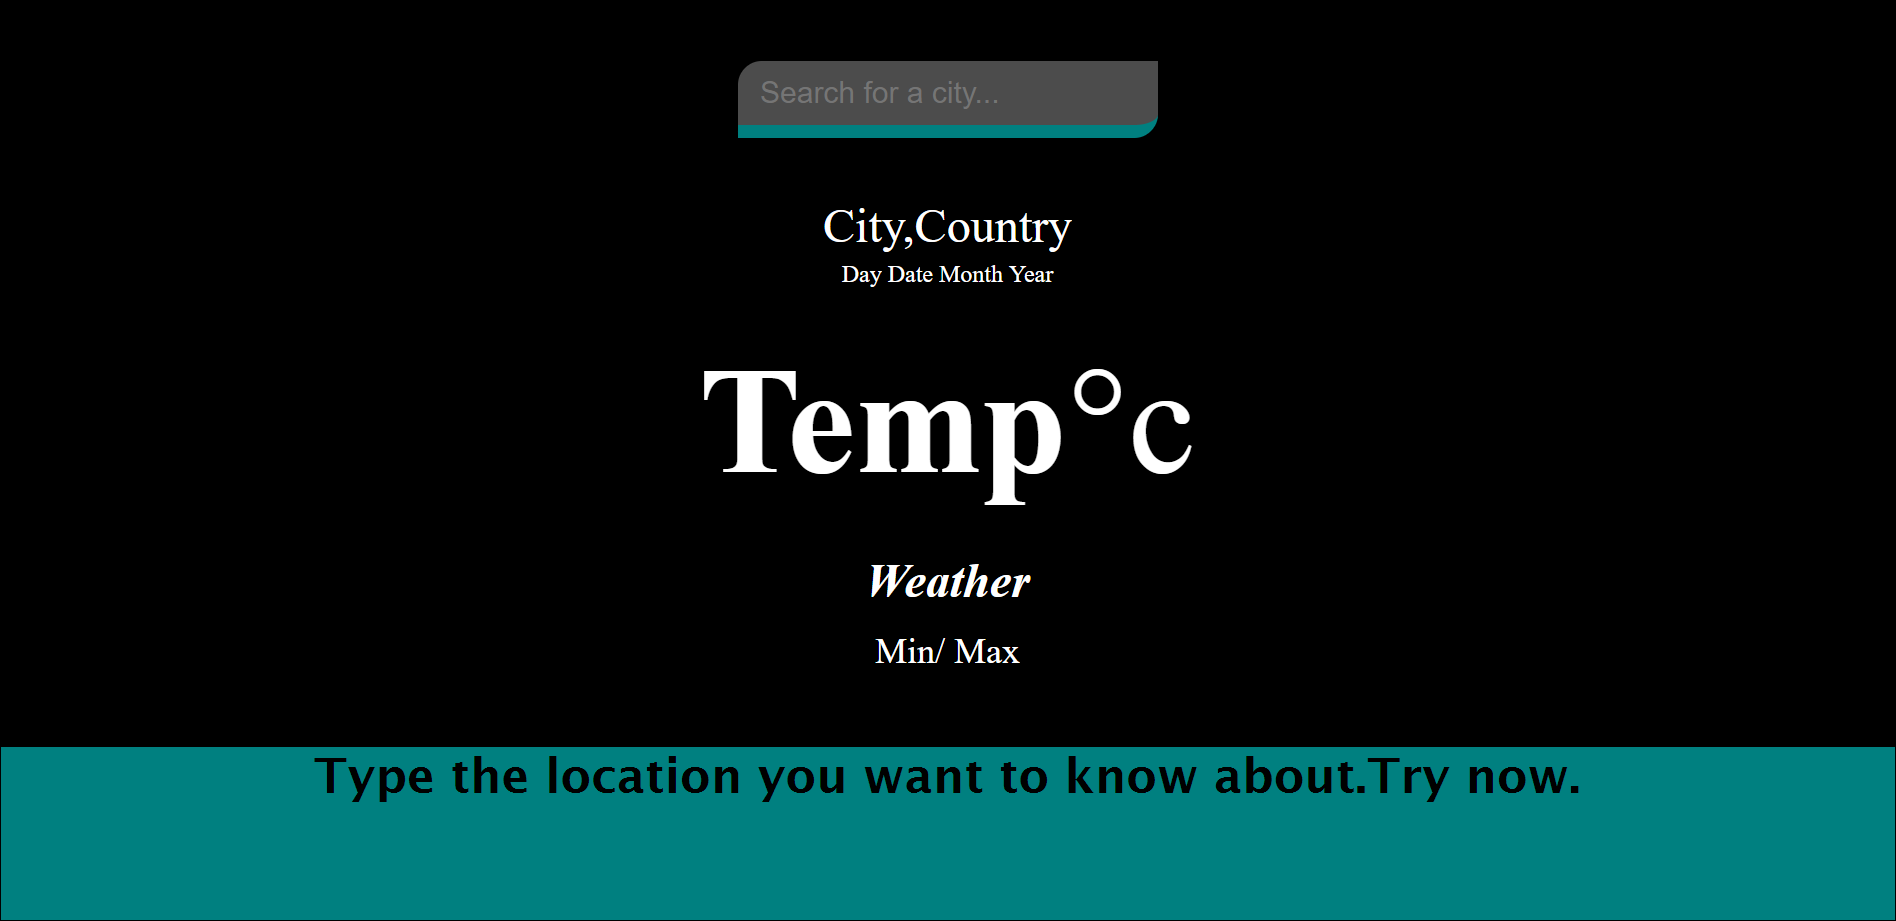 Search for a city...
City,Country
Day Date Month Year
Temp°c
Weather
Min/ Max
Type the location you want to know about.Try now.